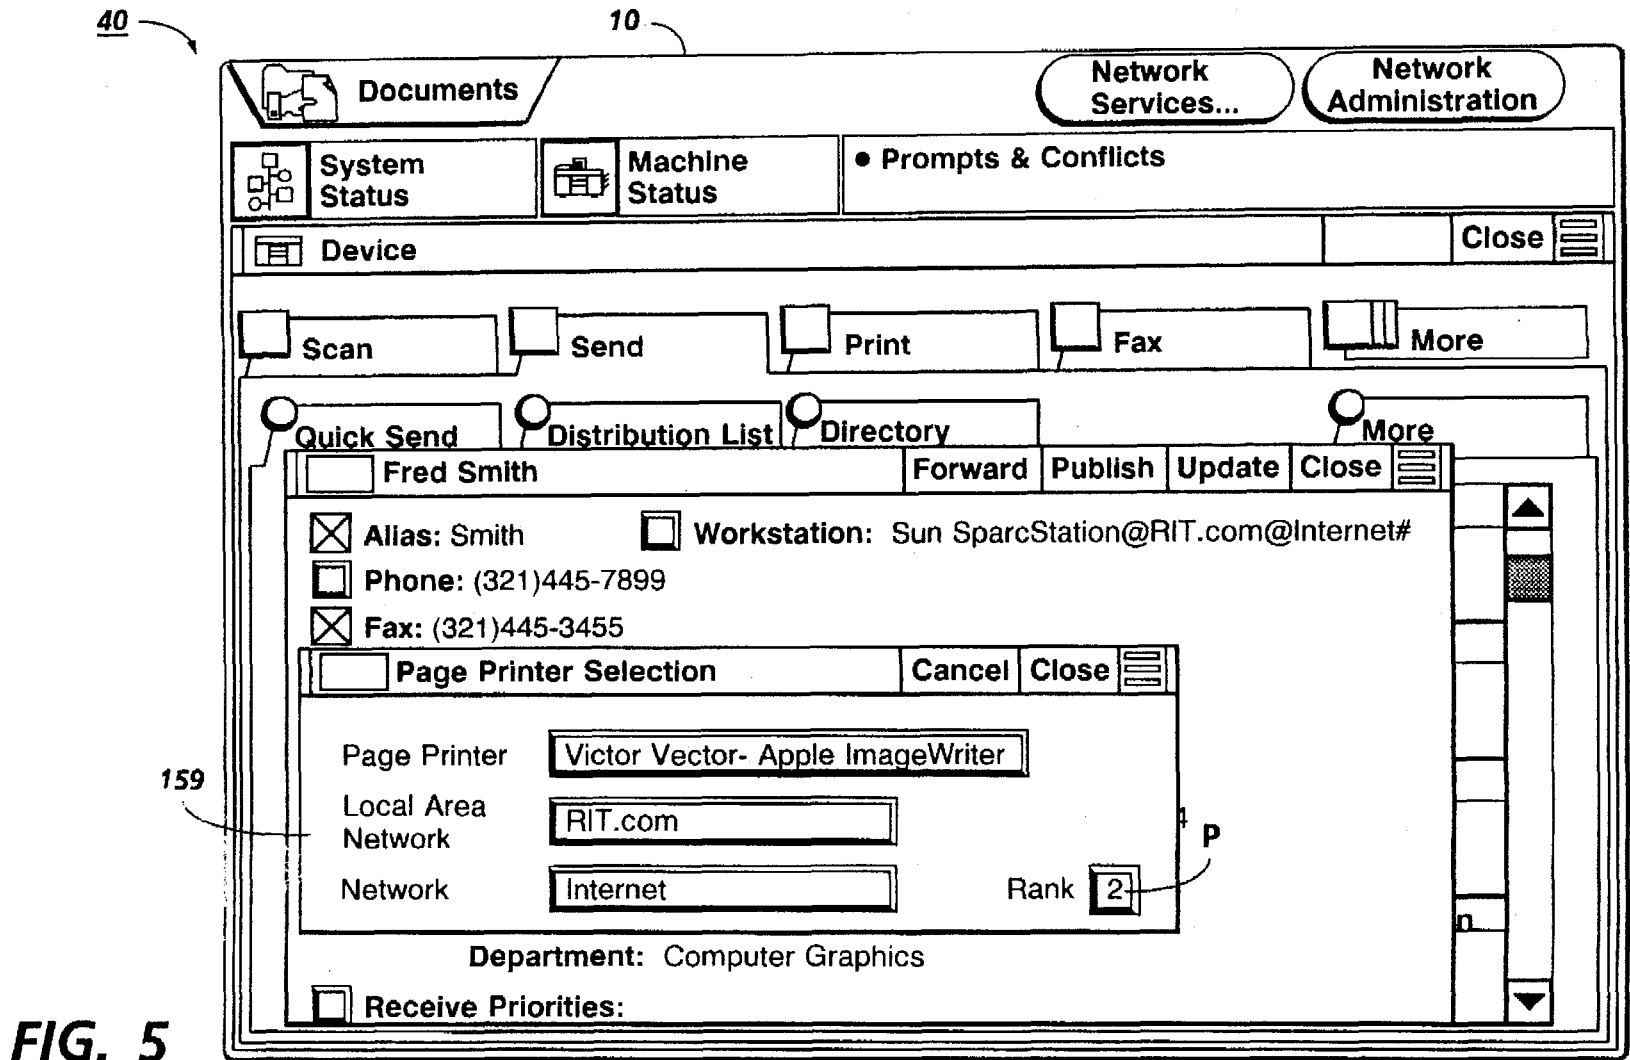 40
10
Documents
Network
Services...
Network
Administration
System
Status
Machine
Status
• Prompts & Conflicts
Device
Close
Scan
Send
Print
Fax
More
Quick Send
Distribution List
Directory
More
Fred Smith
Forward
Publish
Update
Close
Alias: Smith
Workstation: Sun SparcStation@RIT.com@Internet#
Phone: (321)445-7899
Fax: (321)445-3455
Page Printer Selection
Cancel
Close
Page Printer
Victor Vector- Apple ImageWriter
159
Local Area
Network
RIT.com
P
Network
Internet
Rank
2
n
Department: Computer Graphics
Receive Priorities:
FIG. 5